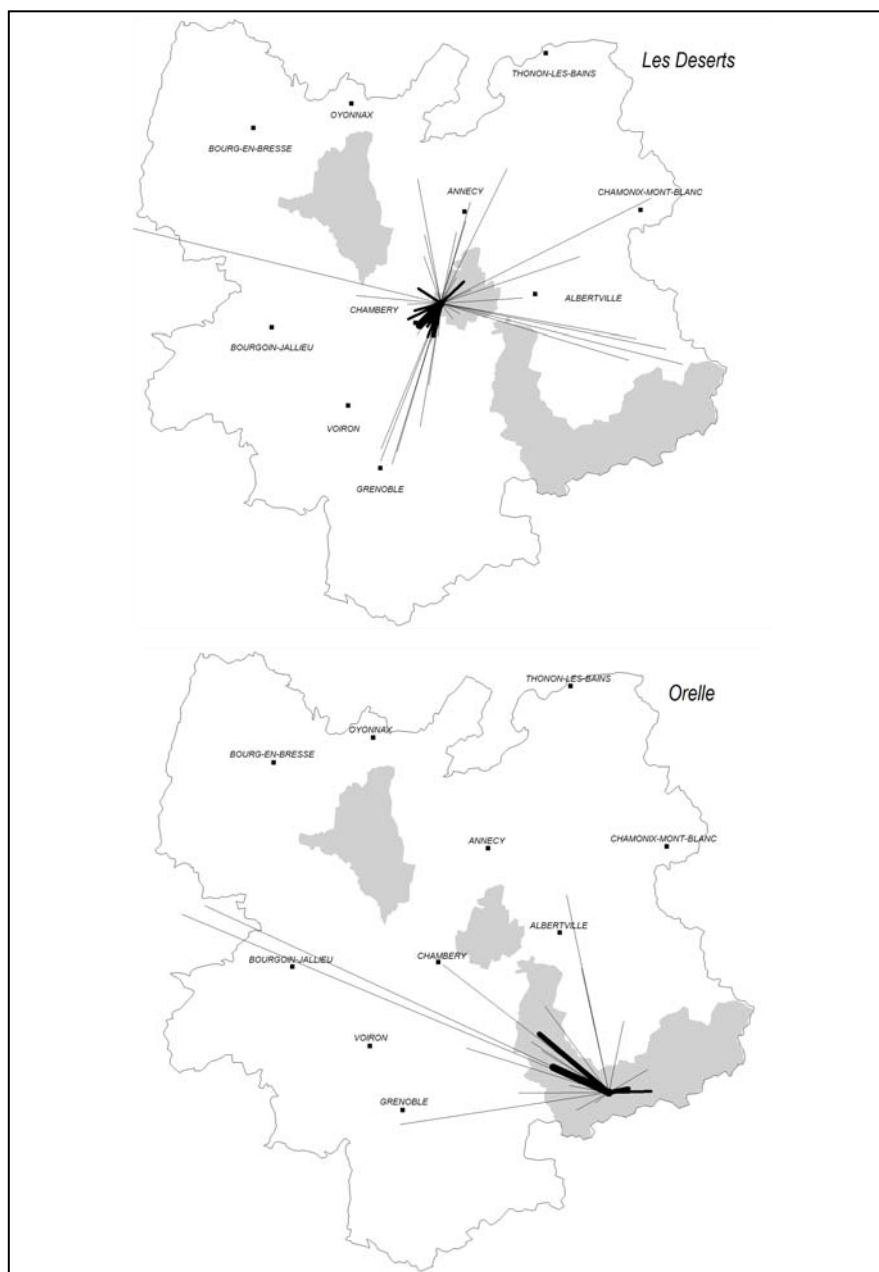 Les Deserts
THONON-LES-BAINS
OYONNAX
BOURG-EN-BRESSE
ANNECY
CHAMONIX-MONT-BLANC
ALBERTVILLE
CHAMBERY
BOURGOIN-JALLIEU
VOIRON
GRENOBLE
Orelle
THONON-LES-BAINS
OYONNAX
BOURG-EN-BRESSE
ANNECY
CHAMONIX-MONT-BLANC
ALBERTVILLE
CHAMBERY
BOURGOIN-JALLIEU
VOIRON
GRENOBLE